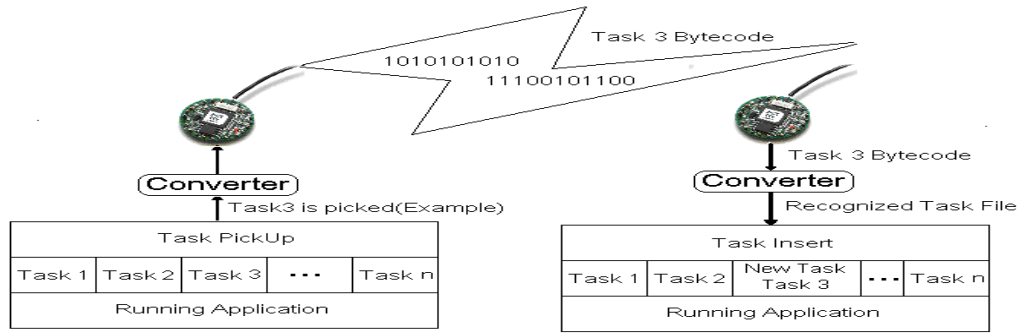 Task 3 Bytecode
1010101010
11100101100
Converter
Task3 is picked(Example)
Task PickUp
Task 1 Task 2 Task 3 ··· Task n
Running Application
Task 3 Bytecode
Converter
Recognized Task File
Task Insert
Task 1 Task 2 New Task Task 3 ··· Task n
Running Application